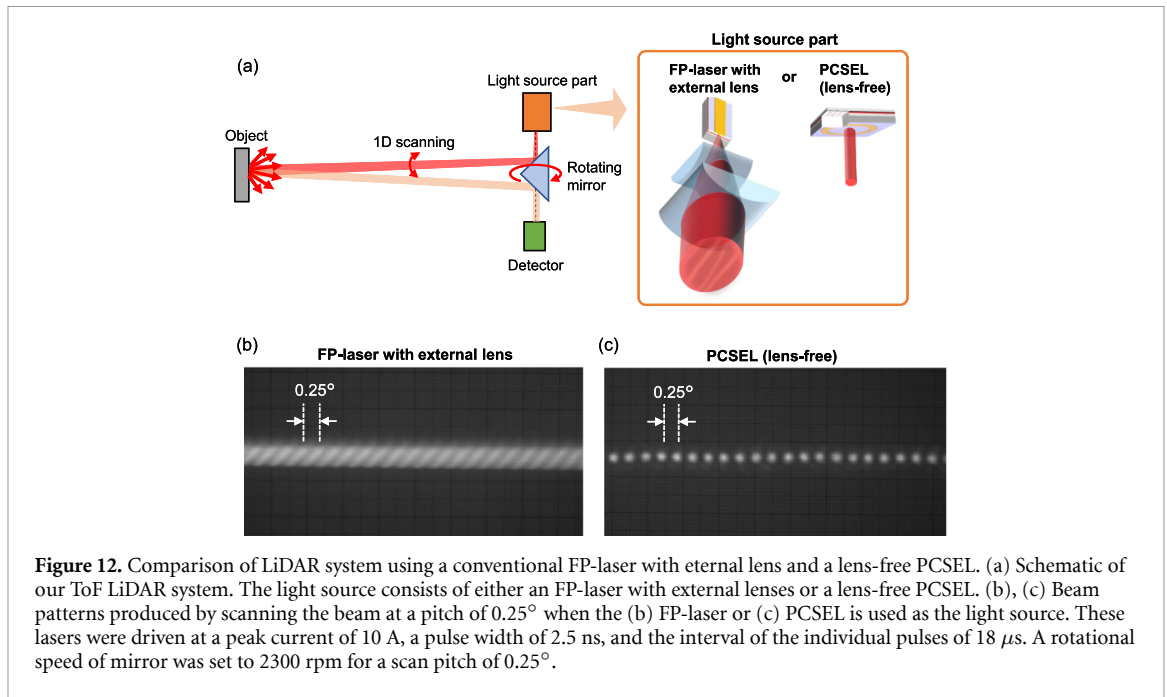 Light source part
(a)
FP-laser with
external lens
or
PCSEL
(lens-free)
Light source part
Object
1D scanning
Rotating
mirror
Detector
(b)
FP-laser with external lens
(c)
PCSEL (lens-free)
0.25°
0.25°
Figure 12. Comparison of LiDAR system using a conventional FP-laser with eternal lens and a lens-free PCSEL. (a) Schematic of
our ToF LiDAR system. The light source consists of either an FP-laser with external lenses or a lens-free PCSEL. (b), (c) Beam
patterns produced by scanning the beam at a pitch of 0.25° when the (b) FP-laser or (c) PCSEL is used as the light source. These
lasers were driven at a peak current of 10 A, a pulse width of 2.5 ns, and the interval of the individual pulses of 18 μs. A rotational
speed of mirror was set to 2300 rpm for a scan pitch of 0.25°.